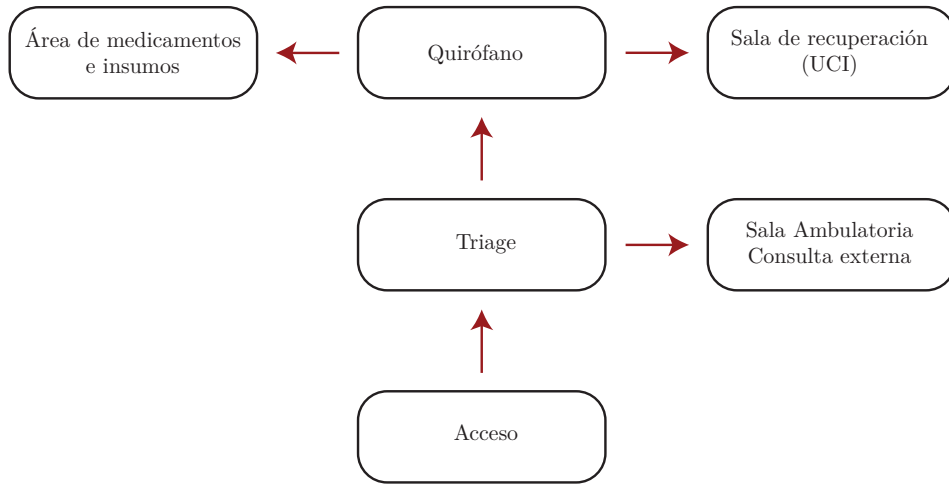 Área de medicamentos
e insumos
Quirófano
Sala de recuperación
(UCI)
Triage
Sala Ambulatoria
Consulta externa
Acceso